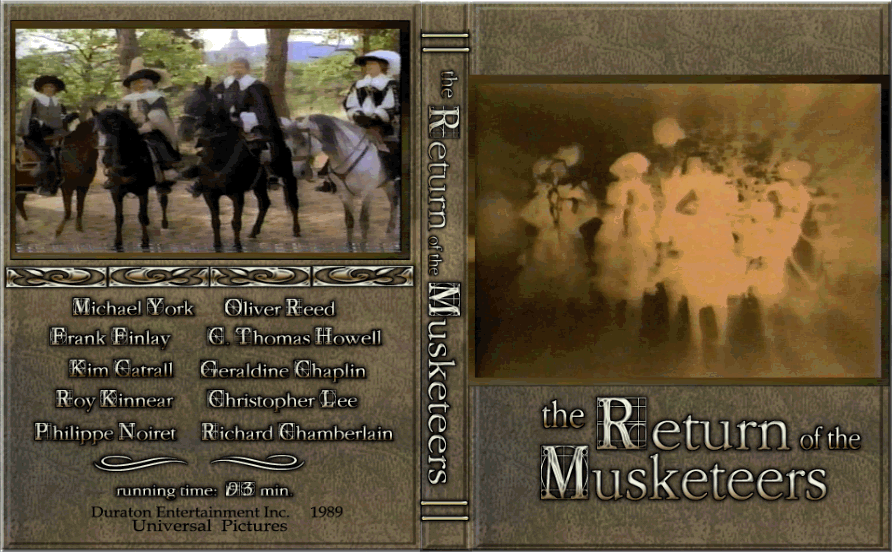 Michael York Oliver Reed
Frank Finlay C. Thomas Howell
Kim Catrall Geraldine Chaplin
Roy Kinnear Christopher Lee
Philippe Noiret Richard Chamberlain
running time: 93 min.
Duraton Entertainment Inc. 1989
Universal Pictures
the Return of the Musketeers
the Return of the
Musketeers